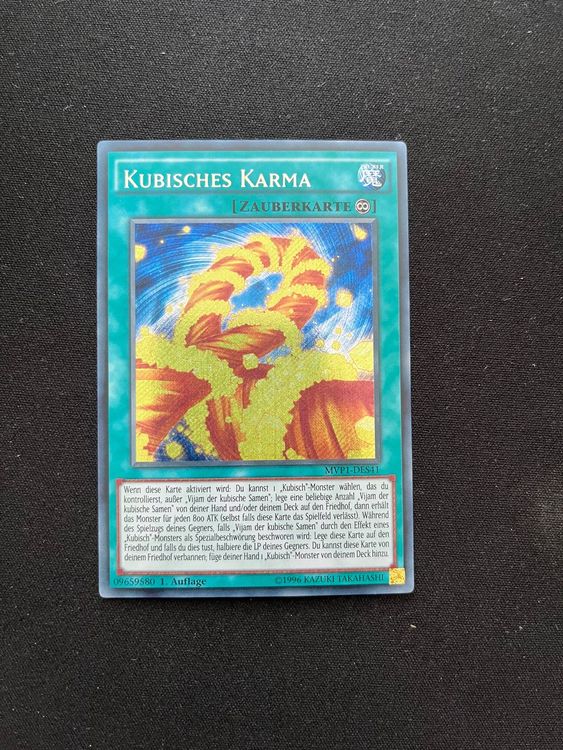 KUBISCHES KARMA
魔
[ZAUBERKARTE ♾]
MVP1-DES41
Wenn diese Karte aktiviert wird: Du kannst 1 „Kubisch"-Monster wählen, das du
kontrollierst, außer „Vijam der kubische Samen"; lege eine beliebige Anzahl „Vijam
der kubische Samen" von deiner Hand und/oder deinem Deck auf den Friedhof, dann erhält
das Monster für jeden 800 ATK (selbst falls diese Karte das Spielfeld verlässt). Während
des Spielzugs deines Gegners, falls „Vijam der kubische Samen" durch den Effekt eines
„Kubisch"-Monsters als Spezialbeschwörung beschworen wird: Lege diese Karte auf den
Friedhof und falls du dies tust, halbiere die LP deines Gegners. Du kannst diese Karte von
deinem Friedhof verbannen; füge deiner Hand 1 „Kubisch"-Monster von deinem Deck hinzu.
09659580 1. Auflage ©1996 KAZUKI TAKAHASHI